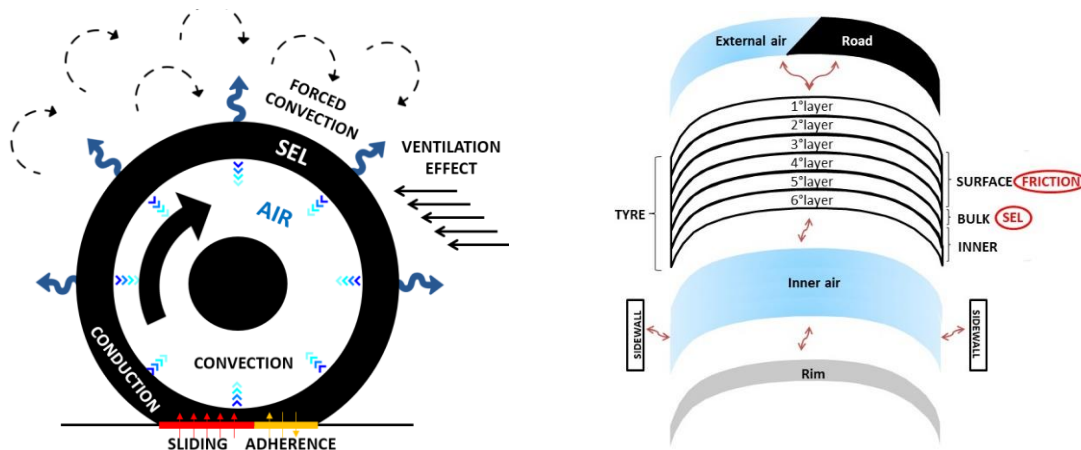 FORCED
CONVECTION
SEL
VENTILATION
EFFECT
AIR
CONVECTION
CONDUCTION
SLIDING
ADHERENCE
External air
Road
1°layer
2°layer
3°layer
4°layer
5°layer
6°layer
TYRE
SURFACE FRICTION
BULK SEL
INNER
Inner air
SIDEWALL
SIDEWALL
Rim